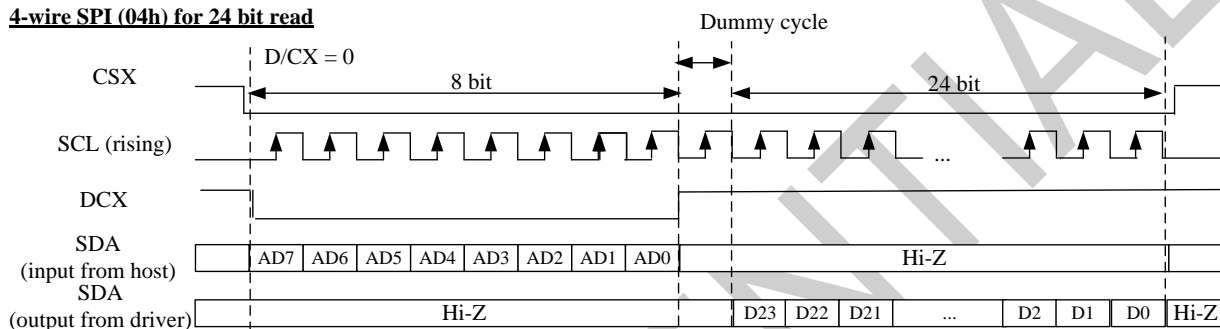 4-wire SPI (04h) for 24 bit read
Dummy cycle
D/CX = 0
CSX
8 bit
24 bit
SCL (rising)
...
DCX
SDA
(input from host)
AD7 AD6 AD5 AD4 AD3 AD2 AD1 AD0 Hi-Z
SDA
(output from driver)
Hi-Z D23 D22 D21 ... D2 D1 D0 Hi-Z
ENTIAL